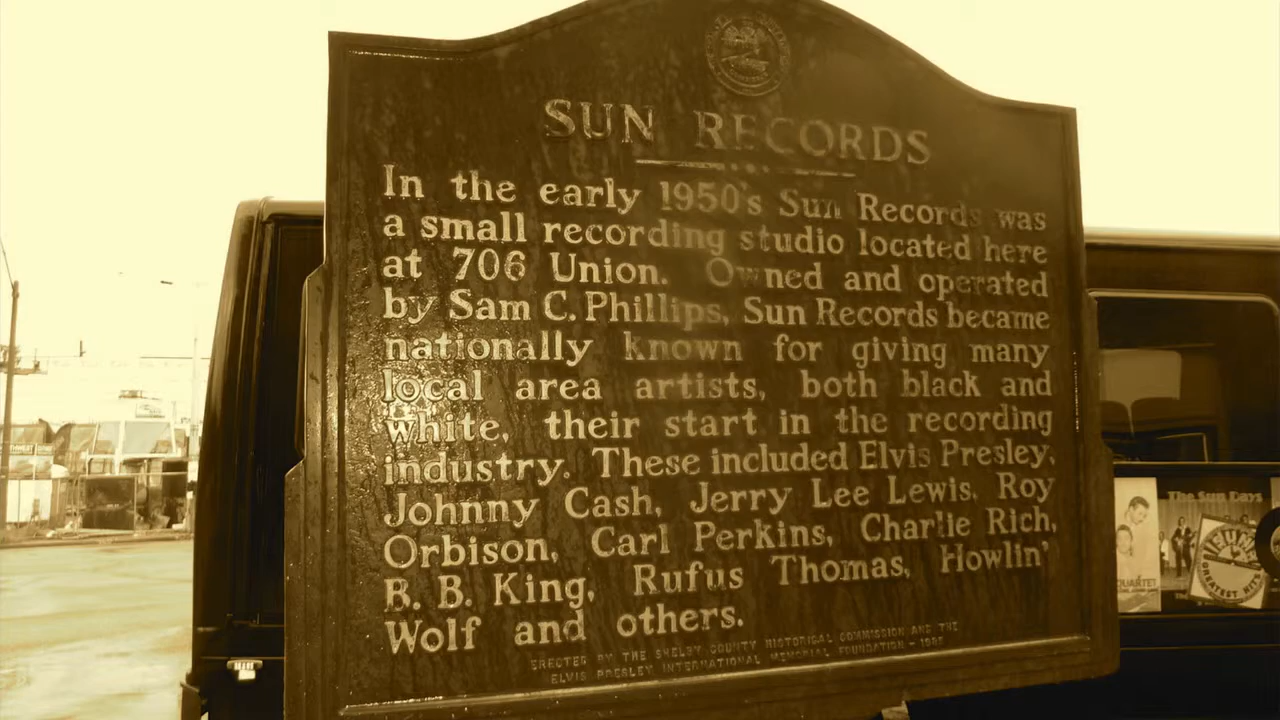 SUN RECORDS
In the early 1950's Sun Records was
a small recording studio located here
at 706 Union. Owned and operated
by Sam C. Phillips, Sun Records became
nationally known for giving many
local area artists, both black and
white, their start in the recording
industry. These included Elvis Presley,
Johnny Cash, Jerry Lee Lewis, Roy
Orbison, Carl Perkins, Charlie Rich,
B. B. King, Rufus Thomas, Howlin'
Wolf and others.
ERECTED BY THE SHELBY COUNTY HISTORICAL COMMISSION AND THE
ELVIS PRESLEY INTERNATIONAL MEMORIAL FOUNDATION -
The Sun Days
QUARTET
GREATEST HITS